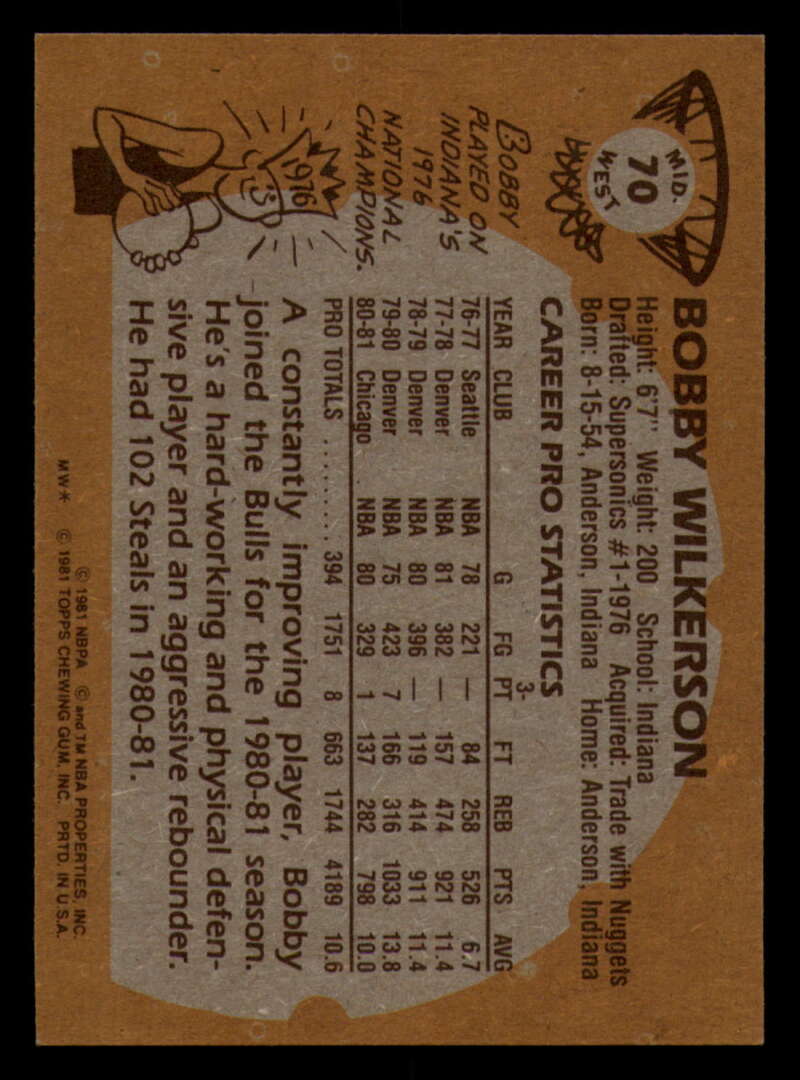 MID.
70
WEST
BOBBY WILKERSON
Height: 6'7" Weight: 200 School: Indiana
Drafted: Supersonics #1-1976 Acquired: Trade with Nuggets
Born: 8-15-54, Anderson, Indiana Home: Anderson, Indiana
CAREER PRO STATISTICS
YEAR CLUB G FG 3-PT FT REB PTS AVG
76-77 Seattle NBA 78 221 — 84 258 526 6.7
77-78 Denver NBA 81 382 — 157 474 921 11.4
78-79 Denver NBA 80 396 — 119 414 911 11.4
79-80 Denver NBA 75 423 7 166 316 1033 13.8
80-81 Chicago NBA 80 329 1 137 282 798 10.0
PRO TOTALS ......... 394 1751 8 663 1744 4189 10.6
BOBBY
PLAYED ON
INDIANA'S
1976
NATIONAL
CHAMPIONS.
1976
A constantly improving player, Bobby
joined the Bulls for the 1980-81 season.
He's a hard-working and physical defen-
sive player and an aggressive rebounder.
He had 102 Steals in 1980-81.
© 1981 NBPA © and TM NBA PROPERTIES, INC.
MW* © 1981 TOPPS CHEWING GUM, INC. PRTD. IN U.S.A.